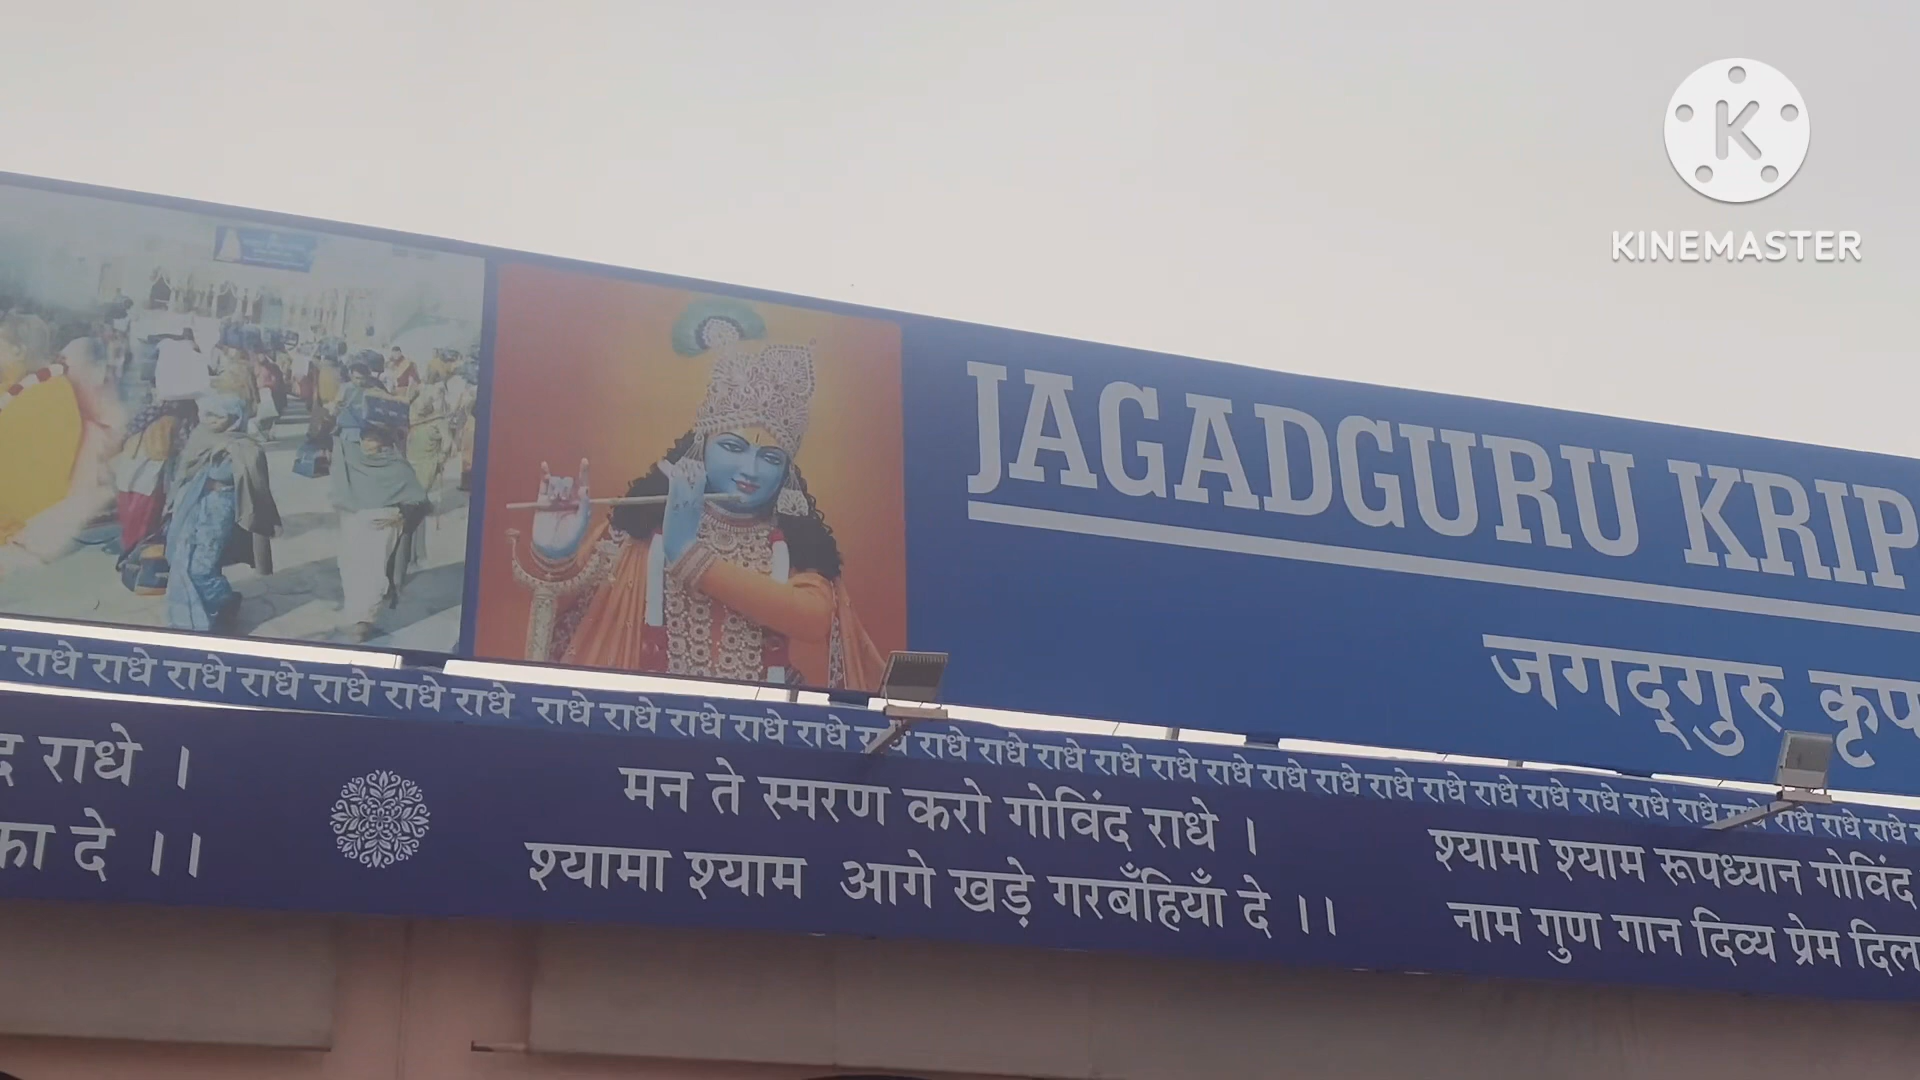 KINEMASTER
JAGADGURU KRIP
जगद्गुरु कृपा
राधे राधे राधे राधे राधे राधे राधे राधे राधे राधे राधे राधे राधे राधे राधे राधे राधे राधे राधे राधे राधे राधे राधे राधे राधे राधे राधे राधे राधे राधे राधे
राधे ।
का दे ।।
मन ते स्मरण करो गोविंद राधे ।
श्यामा श्याम आगे खड़े गरबँहियाँ दे ।।
श्यामा श्याम रूपध्यान गोविंद
नाम गुण गान दिव्य प्रेम दिल